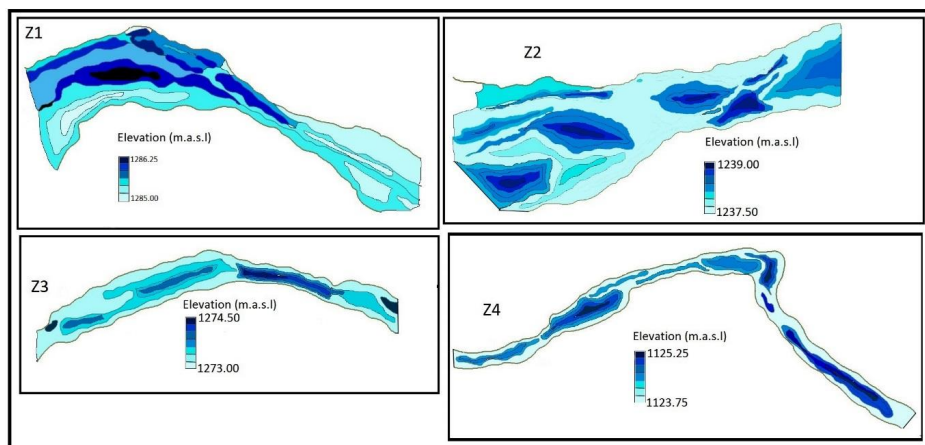 Z1
Elevation (m.a.s.l)
1286.25
1285.00
Z2
Elevation (m.a.s.l)
1239.00
1237.50
Z3
Elevation (m.a.s.l)
1274.50
1273.00
Z4
Elevation (m.a.s.l)
1125.25
1123.75